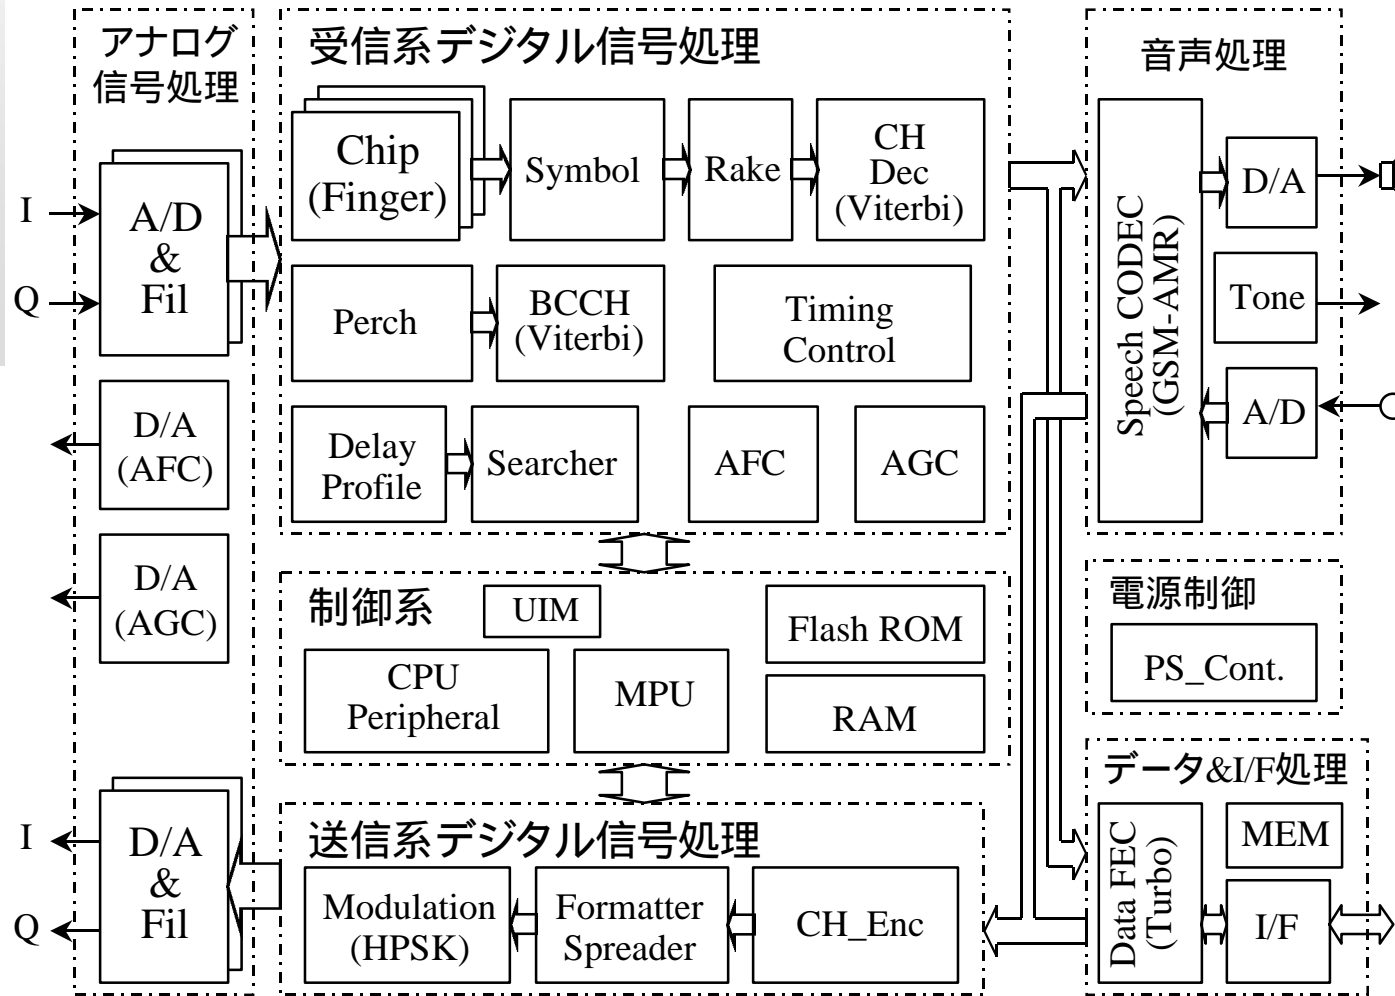 アナログ
信号処理
I
Q
A/D
&
Fil
D/A
(AFC)
D/A
(AGC)
I
Q
D/A
&
Fil
受信系デジタル信号処理
Chip
(Finger)
Symbol
Rake
CH
Dec
(Viterbi)
Perch
BCCH
(Viterbi)
Timing
Control
Delay
Profile
Searcher
AFC
AGC
制御系
UIM
Flash ROM
CPU
Peripheral
MPU
RAM
送信系デジタル信号処理
Modulation
(HPSK)
Formatter
Spreader
CH_Enc
音声処理
Speech CODEC
(GSM-AMR)
D/A
Tone
A/D
電源制御
PS_Cont.
データ&I/F処理
Data FEC
(Turbo)
MEM
I/F